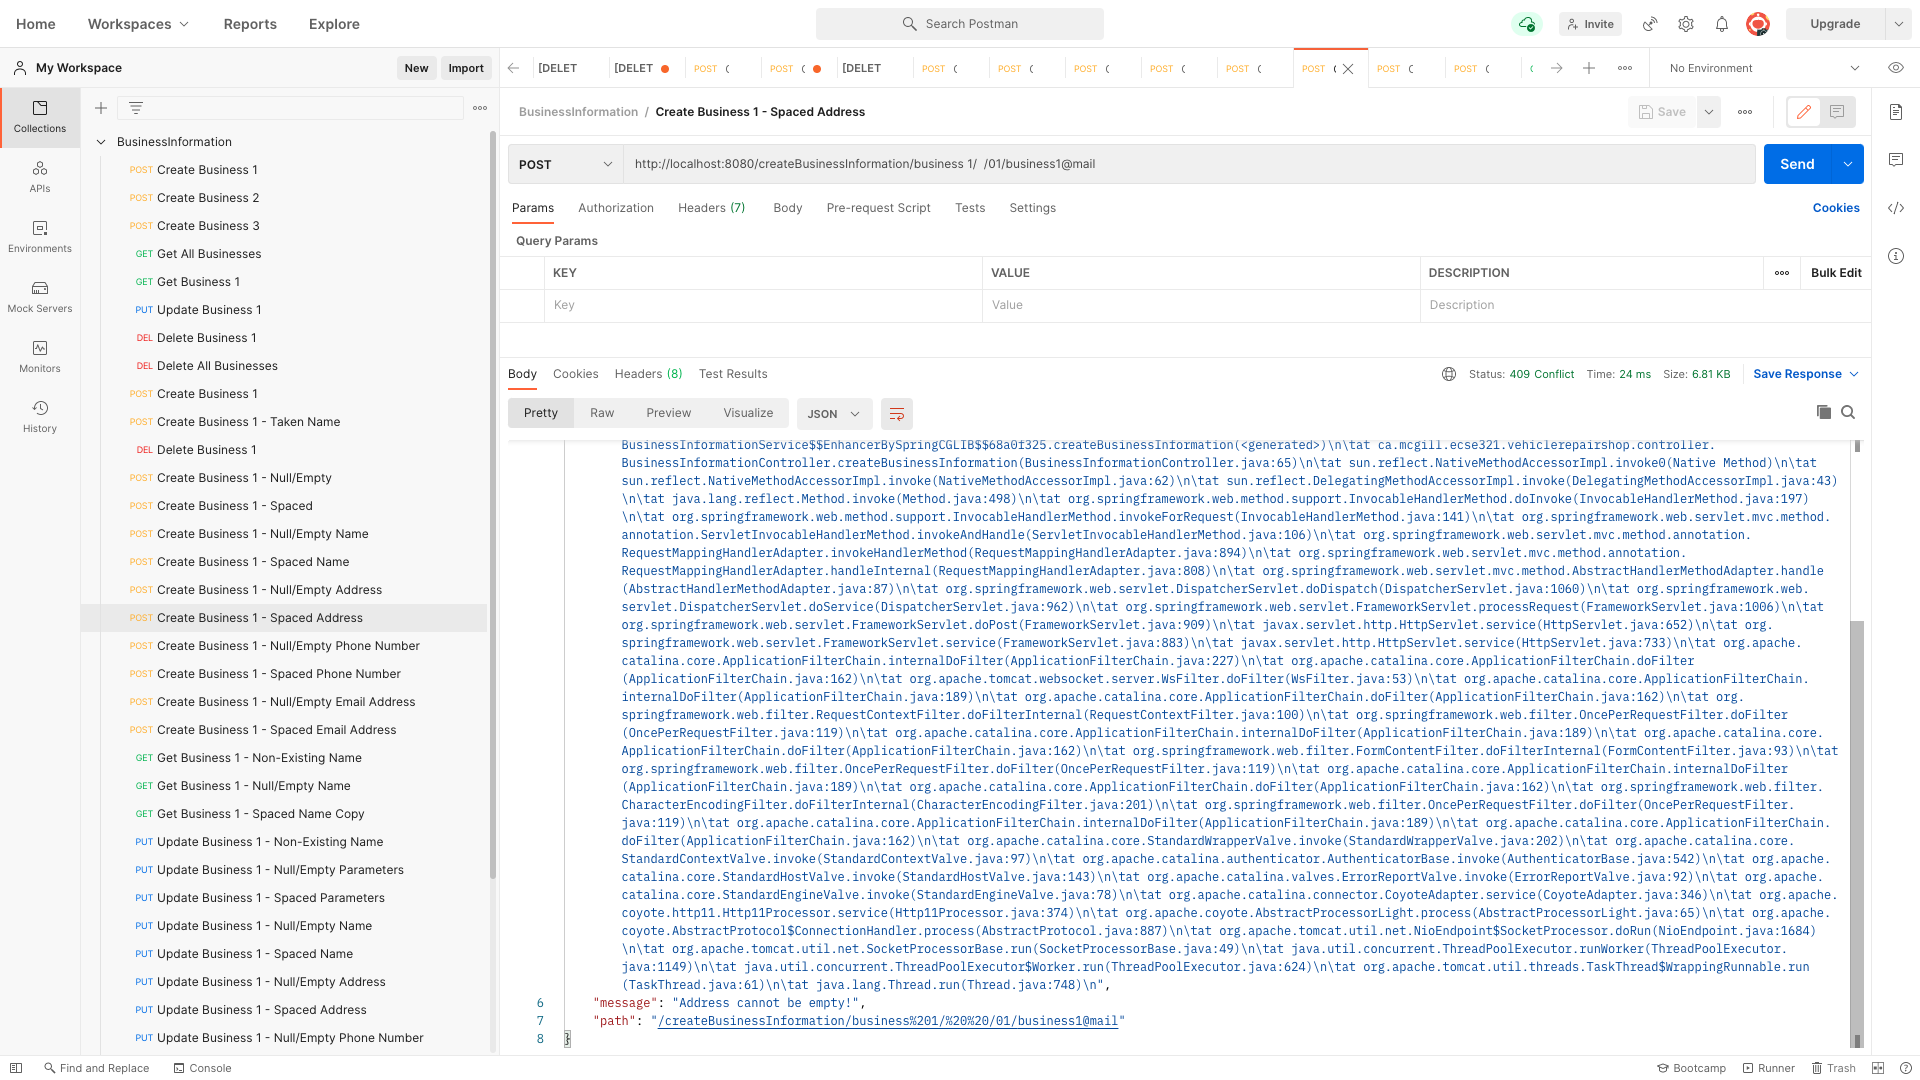 Home Workspaces Reports Explore Search Postman Invite Upgrade
My Workspace New Import [DELET [DELET POST POST [DELET POST POST POST POST POST POST POST POST No Environment
Collections
APIs
Environments
Mock Servers
Monitors
History
BusinessInformation
POST Create Business 1
POST Create Business 2
POST Create Business 3
GET Get All Businesses
GET Get Business 1
PUT Update Business 1
DEL Delete Business 1
DEL Delete All Businesses
POST Create Business 1
POST Create Business 1 - Taken Name
DEL Delete Business 1
POST Create Business 1 - Null/Empty
POST Create Business 1 - Spaced
POST Create Business 1 - Null/Empty Name
POST Create Business 1 - Spaced Name
POST Create Business 1 - Null/Empty Address
POST Create Business 1 - Spaced Address
POST Create Business 1 - Null/Empty Phone Number
POST Create Business 1 - Spaced Phone Number
POST Create Business 1 - Null/Empty Email Address
POST Create Business 1 - Spaced Email Address
GET Get Business 1 - Non-Existing Name
GET Get Business 1 - Null/Empty Name
GET Get Business 1 - Spaced Name Copy
PUT Update Business 1 - Non-Existing Name
PUT Update Business 1 - Null/Empty Parameters
PUT Update Business 1 - Spaced Parameters
PUT Update Business 1 - Null/Empty Name
PUT Update Business 1 - Spaced Name
PUT Update Business 1 - Null/Empty Address
PUT Update Business 1 - Spaced Address
PUT Update Business 1 - Null/Empty Phone Number
BusinessInformation / Create Business 1 - Spaced Address Save
POST http://localhost:8080/createBusinessInformation/business 1/  /01/business1@mail Send
Params Authorization Headers (7) Body Pre-request Script Tests Settings Cookies
Query Params
KEY VALUE DESCRIPTION Bulk Edit
Key Value Description
Body Cookies Headers (8) Test Results Status: 409 Conflict Time: 24 ms Size: 6.81 KB Save Response
Pretty Raw Preview Visualize JSON
BusinessInformationService$$EnhancerBySpringCGLIB$$68a0f325.createBusinessInformation(<generated>)\n\tat ca.mcgill.ecse321.vehiclerepairshop.controller.
BusinessInformationController.createBusinessInformation(BusinessInformationController.java:65)\n\tat sun.reflect.NativeMethodAccessorImpl.invoke0(Native Method)\n\tat
sun.reflect.NativeMethodAccessorImpl.invoke(NativeMethodAccessorImpl.java:62)\n\tat sun.reflect.DelegatingMethodAccessorImpl.invoke(DelegatingMethodAccessorImpl.java:43)
\n\tat java.lang.reflect.Method.invoke(Method.java:498)\n\tat org.springframework.web.method.support.InvocableHandlerMethod.doInvoke(InvocableHandlerMethod.java:197)
\n\tat org.springframework.web.method.support.InvocableHandlerMethod.invokeForRequest(InvocableHandlerMethod.java:141)\n\tat org.springframework.web.servlet.mvc.method.
annotation.ServletInvocableHandlerMethod.invokeAndHandle(ServletInvocableHandlerMethod.java:106)\n\tat org.springframework.web.servlet.mvc.method.annotation.
RequestMappingHandlerAdapter.invokeHandlerMethod(RequestMappingHandlerAdapter.java:894)\n\tat org.springframework.web.servlet.mvc.method.annotation.
RequestMappingHandlerAdapter.handleInternal(RequestMappingHandlerAdapter.java:808)\n\tat org.springframework.web.servlet.mvc.method.AbstractHandlerMethodAdapter.handle
(AbstractHandlerMethodAdapter.java:87)\n\tat org.springframework.web.servlet.DispatcherServlet.doDispatch(DispatcherServlet.java:1060)\n\tat org.springframework.web.
servlet.DispatcherServlet.doService(DispatcherServlet.java:962)\n\tat org.springframework.web.servlet.FrameworkServlet.processRequest(FrameworkServlet.java:1006)\n\tat
org.springframework.web.servlet.FrameworkServlet.doPost(FrameworkServlet.java:909)\n\tat javax.servlet.http.HttpServlet.service(HttpServlet.java:652)\n\tat org.
springframework.web.servlet.FrameworkServlet.service(FrameworkServlet.java:883)\n\tat javax.servlet.http.HttpServlet.service(HttpServlet.java:733)\n\tat org.apache.
catalina.core.ApplicationFilterChain.internalDoFilter(ApplicationFilterChain.java:227)\n\tat org.apache.catalina.core.ApplicationFilterChain.doFilter
(ApplicationFilterChain.java:162)\n\tat org.apache.tomcat.websocket.server.WsFilter.doFilter(WsFilter.java:53)\n\tat org.apache.catalina.core.ApplicationFilterChain.
internalDoFilter(ApplicationFilterChain.java:189)\n\tat org.apache.catalina.core.ApplicationFilterChain.doFilter(ApplicationFilterChain.java:162)\n\tat org.
springframework.web.filter.RequestContextFilter.doFilterInternal(RequestContextFilter.java:100)\n\tat org.springframework.web.filter.OncePerRequestFilter.doFilter
(OncePerRequestFilter.java:119)\n\tat org.apache.catalina.core.ApplicationFilterChain.internalDoFilter(ApplicationFilterChain.java:189)\n\tat org.apache.catalina.core.
ApplicationFilterChain.doFilter(ApplicationFilterChain.java:162)\n\tat org.springframework.web.filter.FormContentFilter.doFilterInternal(FormContentFilter.java:93)\n\tat
org.springframework.web.filter.OncePerRequestFilter.doFilter(OncePerRequestFilter.java:119)\n\tat org.apache.catalina.core.ApplicationFilterChain.internalDoFilter
(ApplicationFilterChain.java:189)\n\tat org.apache.catalina.core.ApplicationFilterChain.doFilter(ApplicationFilterChain.java:162)\n\tat org.springframework.web.filter.
CharacterEncodingFilter.doFilterInternal(CharacterEncodingFilter.java:201)\n\tat org.springframework.web.filter.OncePerRequestFilter.doFilter(OncePerRequestFilter.
java:119)\n\tat org.apache.catalina.core.ApplicationFilterChain.internalDoFilter(ApplicationFilterChain.java:189)\n\tat org.apache.catalina.core.ApplicationFilterChain.
doFilter(ApplicationFilterChain.java:162)\n\tat org.apache.catalina.core.StandardWrapperValve.invoke(StandardWrapperValve.java:202)\n\tat org.apache.catalina.core.
StandardContextValve.invoke(StandardContextValve.java:97)\n\tat org.apache.catalina.authenticator.AuthenticatorBase.invoke(AuthenticatorBase.java:542)\n\tat org.apache.
catalina.core.StandardHostValve.invoke(StandardHostValve.java:143)\n\tat org.apache.catalina.valves.ErrorReportValve.invoke(ErrorReportValve.java:92)\n\tat org.apache.
catalina.core.StandardEngineValve.invoke(StandardEngineValve.java:78)\n\tat org.apache.catalina.connector.CoyoteAdapter.service(CoyoteAdapter.java:346)\n\tat org.apache.
coyote.http11.Http11Processor.service(Http11Processor.java:374)\n\tat org.apache.coyote.AbstractProcessorLight.process(AbstractProcessorLight.java:65)\n\tat org.apache.
coyote.AbstractProtocol$ConnectionHandler.process(AbstractProtocol.java:887)\n\tat org.apache.tomcat.util.net.NioEndpoint$SocketProcessor.doRun(NioEndpoint.java:1684)
\n\tat org.apache.tomcat.util.net.SocketProcessorBase.run(SocketProcessorBase.java:49)\n\tat java.util.concurrent.ThreadPoolExecutor.runWorker(ThreadPoolExecutor.
java:1149)\n\tat java.util.concurrent.ThreadPoolExecutor$Worker.run(ThreadPoolExecutor.java:624)\n\tat org.apache.tomcat.util.threads.TaskThread$WrappingRunnable.run
(TaskThread.java:61)\n\tat java.lang.Thread.run(Thread.java:748)\n",
6 "message": "Address cannot be empty!",
7 "path": "/createBusinessInformation/business%201/%20%20/01/business1@mail"
8 }
Find and Replace Console Bootcamp Runner Trash